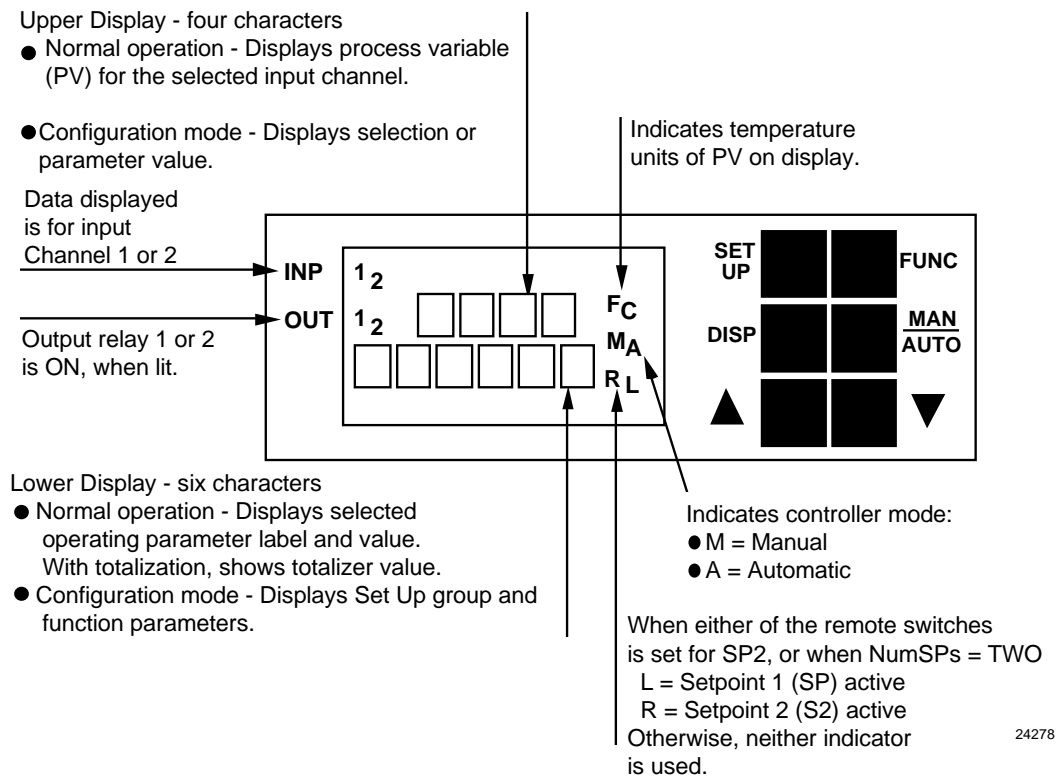 Upper Display - four characters
● Normal operation - Displays process variable
(PV) for the selected input channel.
● Configuration mode - Displays selection or
parameter value.
Indicates temperature
units of PV on display.
Data displayed
is for input
Channel 1 or 2
Output relay 1 or 2
is ON, when lit.
INP 1 2
OUT 1 2
F C
M A
R L
SET
UP
FUNC
DISP
MAN
AUTO
Lower Display - six characters
● Normal operation - Displays selected
operating parameter label and value.
With totalization, shows totalizer value.
● Configuration mode - Displays Set Up group and
function parameters.
Indicates controller mode:
● M = Manual
● A = Automatic
When either of the remote switches
is set for SP2, or when NumSPs = TWO
L = Setpoint 1 (SP) active
R = Setpoint 2 (S2) active
Otherwise, neither indicator
is used.
24278